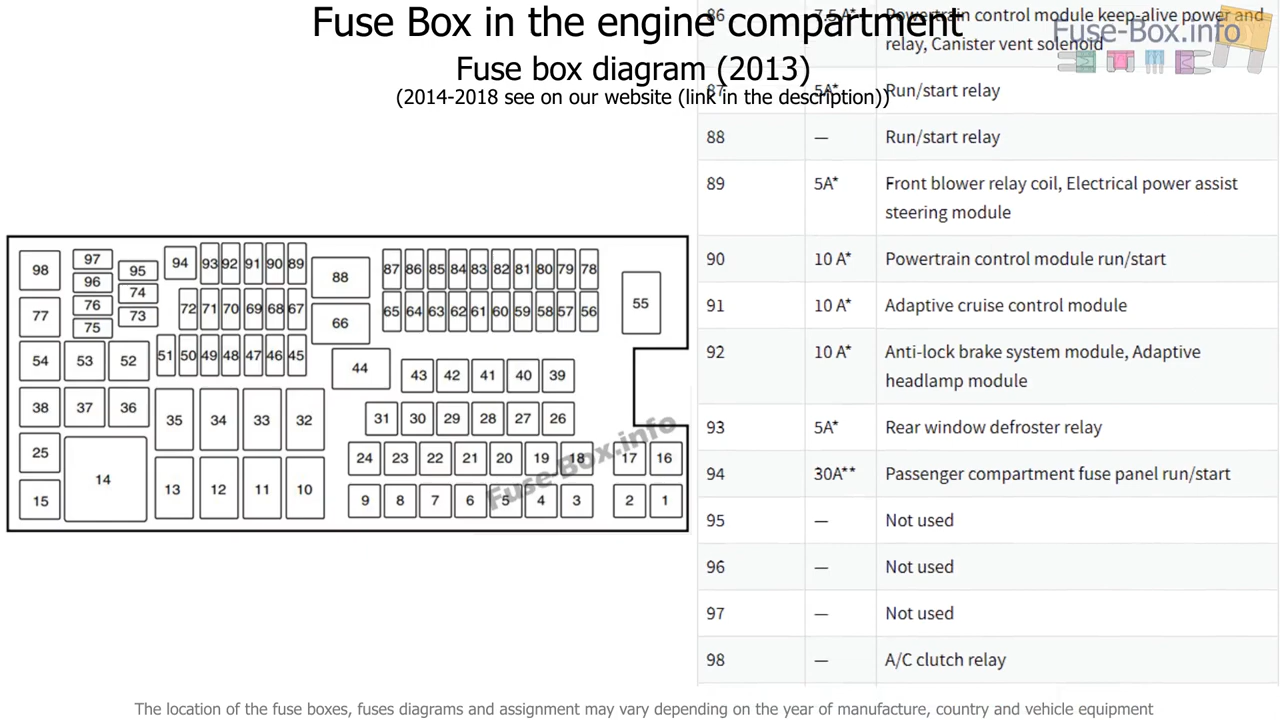 Fuse Box in the engine compartment
Fuse box diagram (2013)
(2014-2018 see on our website (link in the description))
Fuse-Box.info
98 97 96 95 94 93 92 91 90 89 88 87 86 85 84 83 82 81 80 79 78
77 76 75 74 73 72 71 70 69 68 67 66 65 64 63 62 61 60 59 58 57 56 55
54 53 52 51 50 49 48 47 46 45 44 43 42 41 40 39
38 37 36 35 34 33 32 31 30 29 28 27 26
25 24 23 22 21 20 19 18 17 16
15 14 13 12 11 10 9 8 7 6 5 4 3 2 1
Fuse-Box.info
86 7.5 A* Powertrain control module keep-alive power and
relay, Canister vent solenoid
87 5A* Run/start relay
88 — Run/start relay
89 5A* Front blower relay coil, Electrical power assist
steering module
90 10 A* Powertrain control module run/start
91 10 A* Adaptive cruise control module
92 10 A* Anti-lock brake system module, Adaptive
headlamp module
93 5A* Rear window defroster relay
94 30A** Passenger compartment fuse panel run/start
95 — Not used
96 — Not used
97 — Not used
98 — A/C clutch relay
The location of the fuse boxes, fuses diagrams and assignment may vary depending on the year of manufacture, country and vehicle equipment